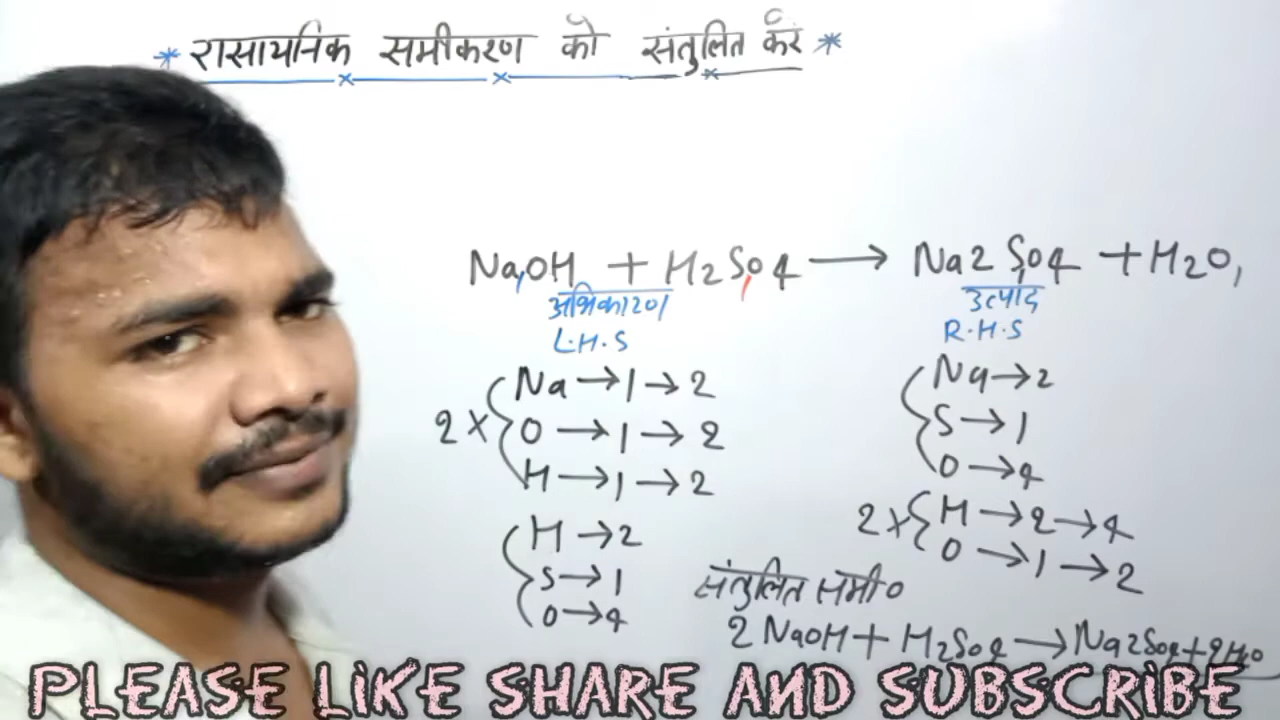 * रासायनिक समीकरण को संतुलित करें *
NaOH + H2So4 → Na2So4 + H2O
अभिकारक उत्पाद
L.H.S R.H.S
2 × { Na → 1 → 2
O → 1 → 2
H → 1 → 2
{ H → 2
S → 1
O → 4
{ Na → 2
S → 1
O → 4
2 × { H → 2 → 4
O → 1 → 2
संतुलित समी०
2 NaOH + H2So4 → Na2So4 + 2H2O
PLEASE LIKE SHARE AND SUBSCRIBE